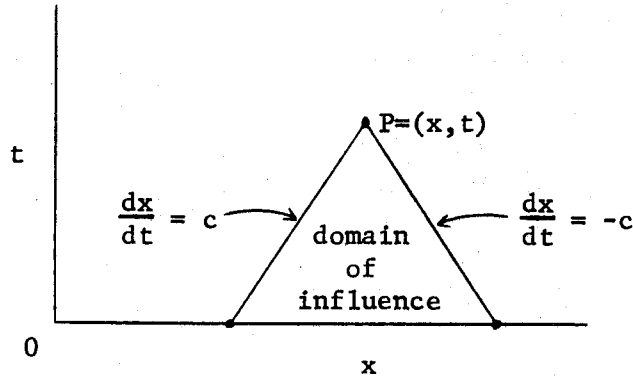 P=(x,t)
t
dx/dt = c
dx/dt = -c
domain
of
influence
0
x